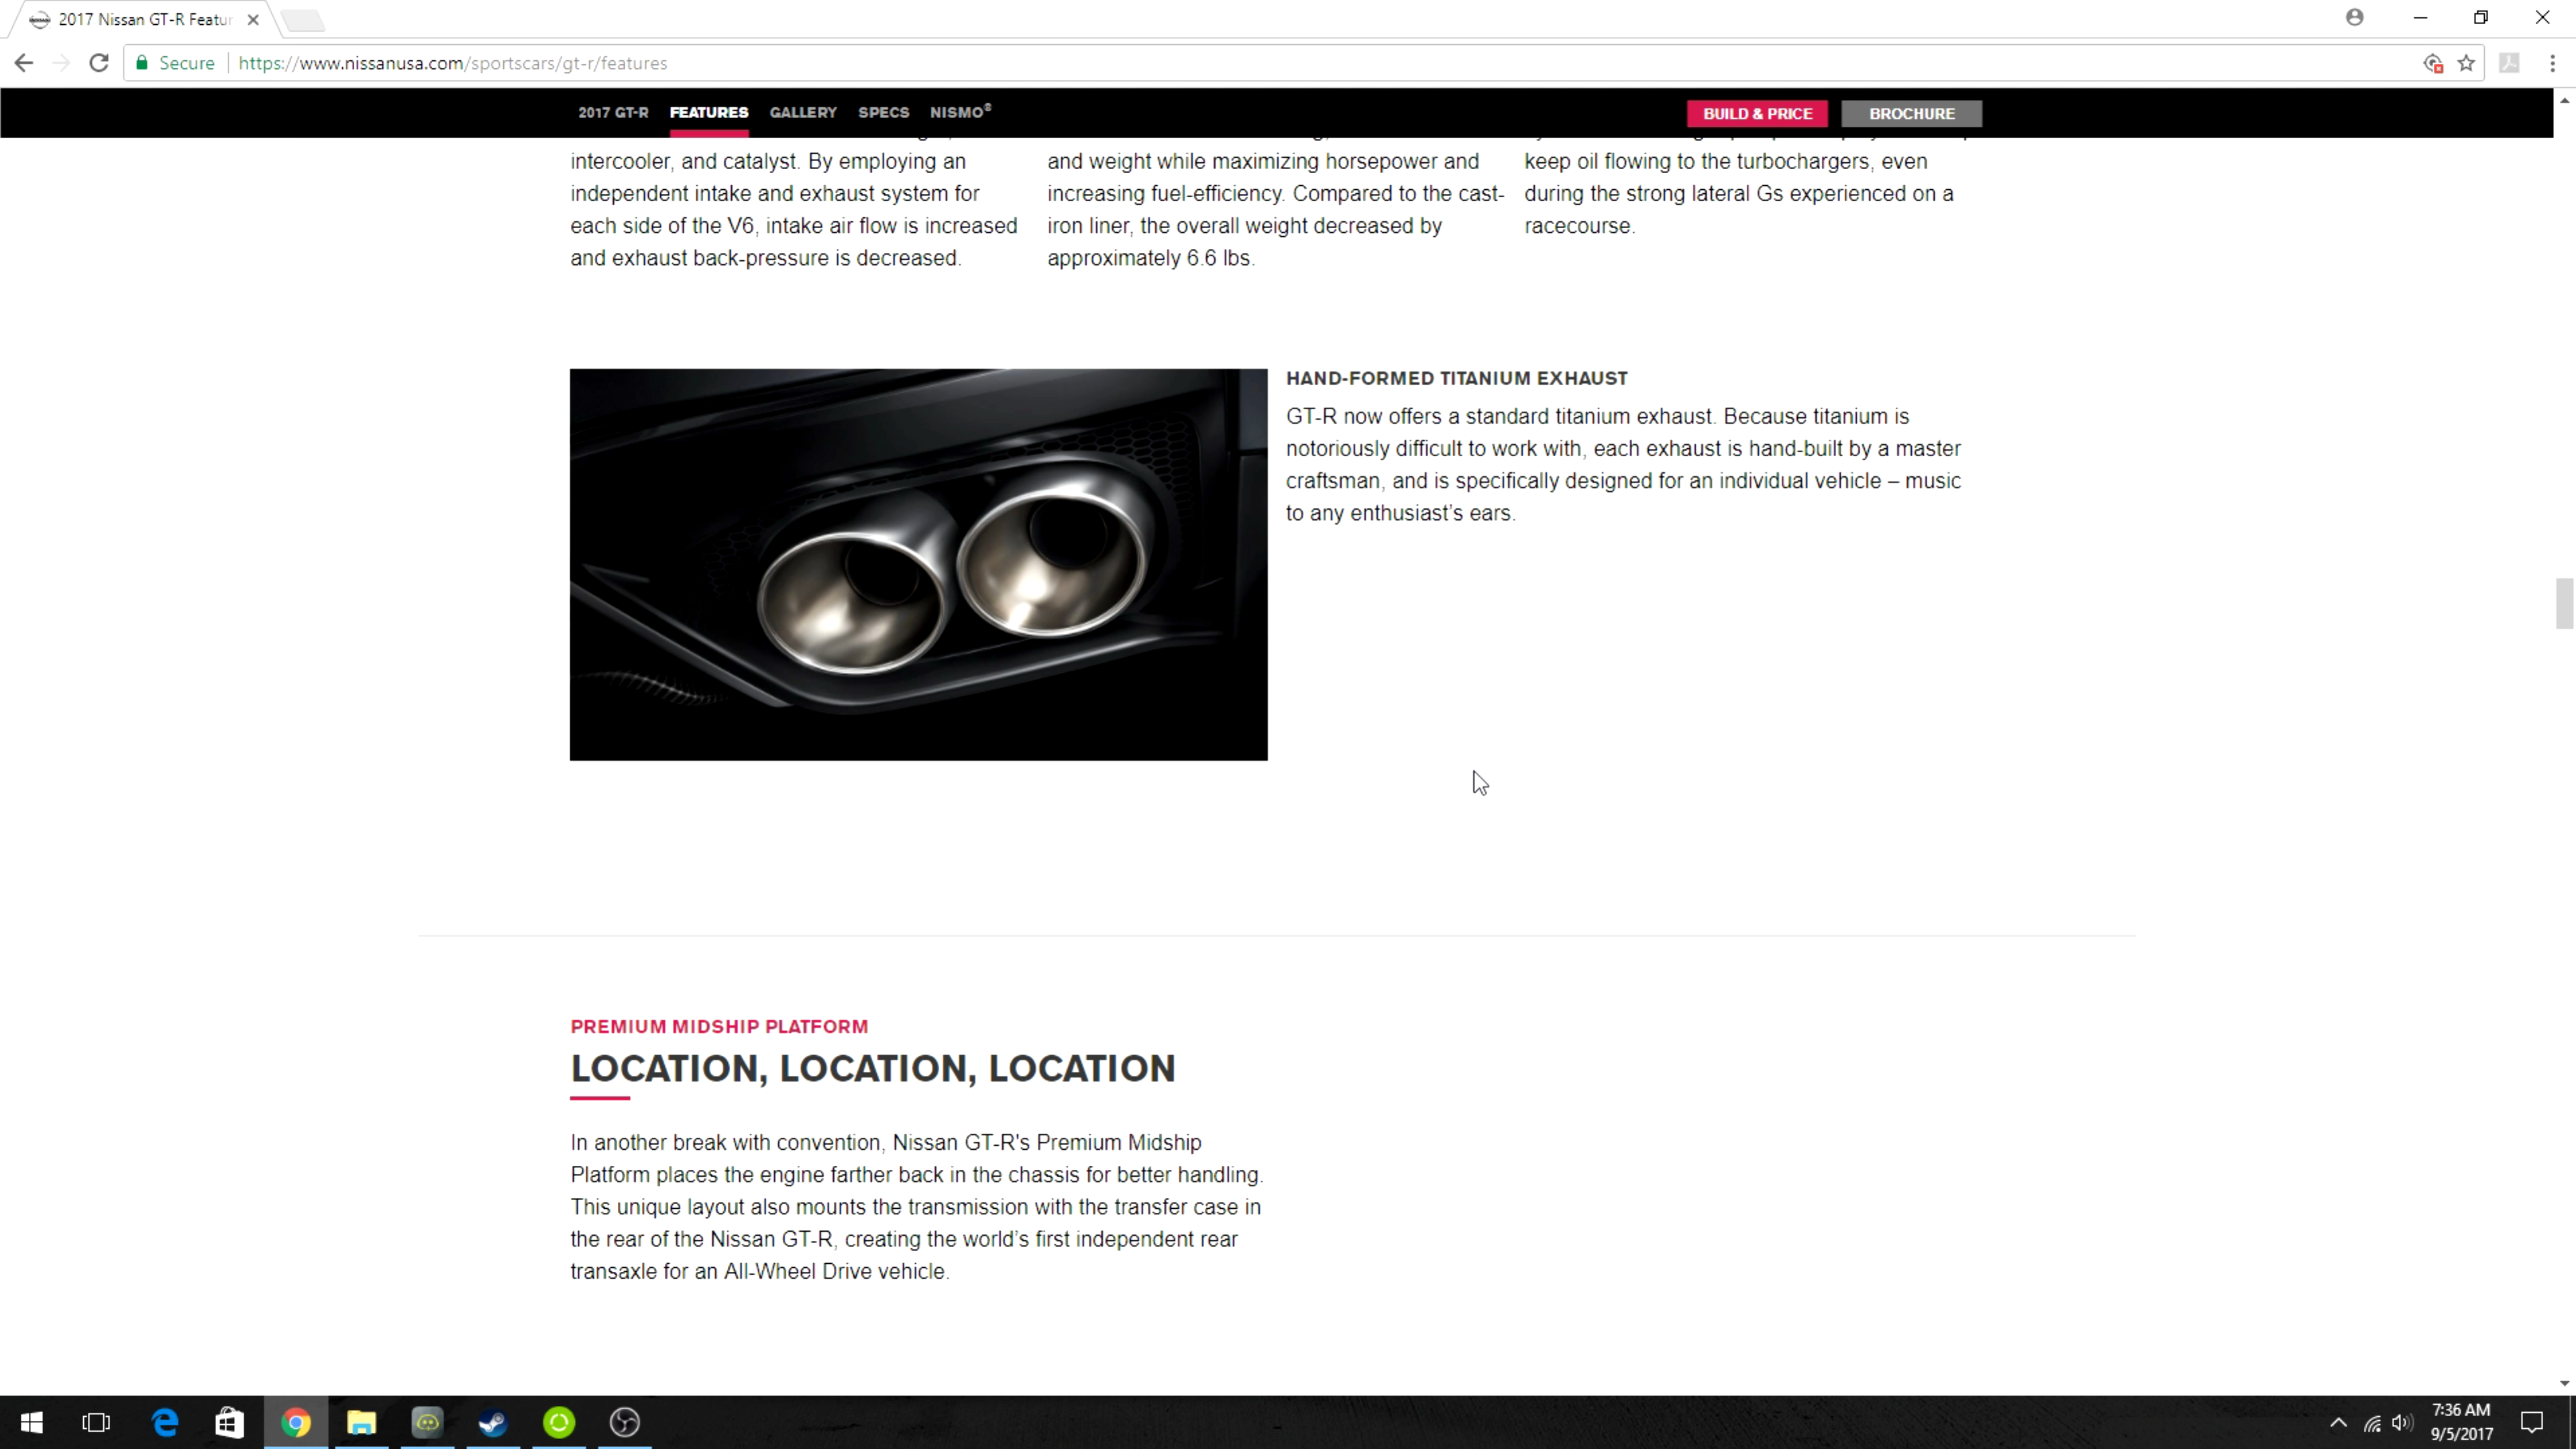 2017 Nissan GT-R Featur
Secure
https://www.nissanusa.com/sportscars/gt-r/features
2017 GT-R FEATURES GALLERY SPECS NISMO®
BUILD & PRICE BROCHURE
intercooler, and catalyst. By employing an
independent intake and exhaust system for
each side of the V6, intake air flow is increased
and exhaust back-pressure is decreased.
and weight while maximizing horsepower and
increasing fuel-efficiency. Compared to the cast-
iron liner, the overall weight decreased by
approximately 6.6 lbs.
keep oil flowing to the turbochargers, even
during the strong lateral Gs experienced on a
racecourse.
HAND-FORMED TITANIUM EXHAUST
GT-R now offers a standard titanium exhaust. Because titanium is
notoriously difficult to work with, each exhaust is hand-built by a master
craftsman, and is specifically designed for an individual vehicle – music
to any enthusiast’s ears.
PREMIUM MIDSHIP PLATFORM
LOCATION, LOCATION, LOCATION
In another break with convention, Nissan GT-R's Premium Midship
Platform places the engine farther back in the chassis for better handling.
This unique layout also mounts the transmission with the transfer case in
the rear of the Nissan GT-R, creating the world’s first independent rear
transaxle for an All-Wheel Drive vehicle.
7:36 AM
9/5/2017